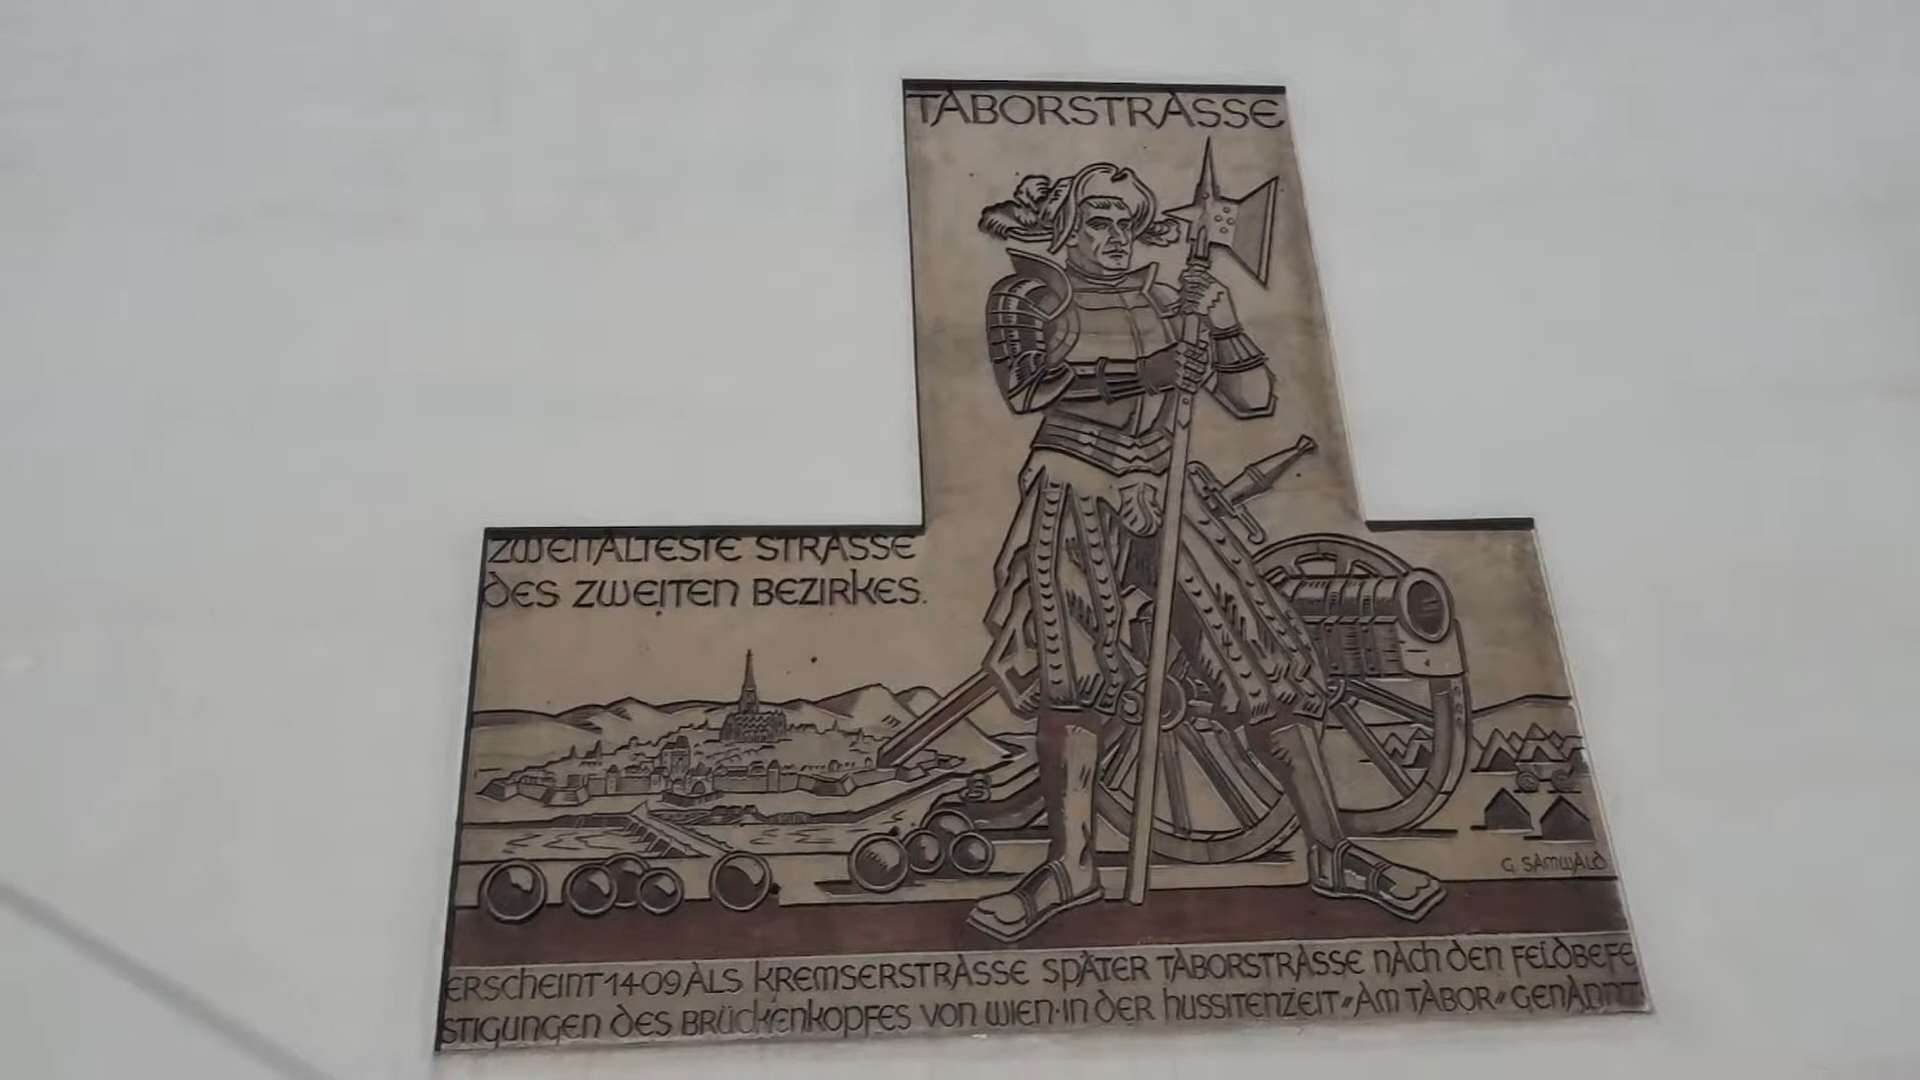 TABORSTRASSE
ZWEITÄLTESTE STRASSE
DES ZWEITEN BEZIRKES.
G. SAMWALD
ERSCHEINT 1409 ALS KREMSERSTRASSE SPÄTER TABORSTRASSE NACH DEN FELDBEFE
STIGUNGEN DES BRÜCKENKOPFES VON WIEN·IN DER HUSSITENZEIT "AM TABOR" GENANNT